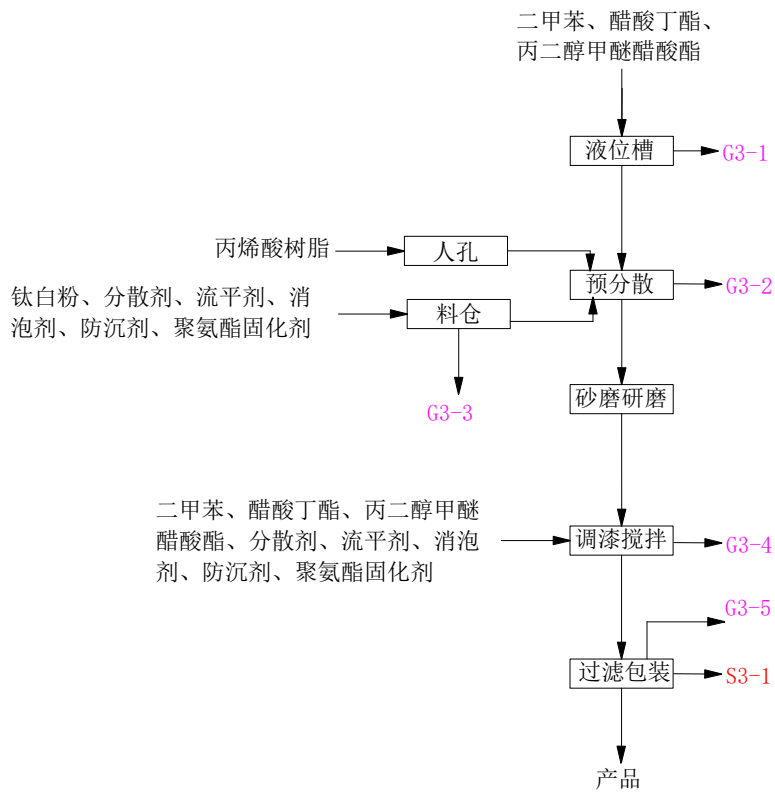 二甲苯、醋酸丁酯、
丙二醇甲醚醋酸酯
液位槽
G3-1
丙烯酸树脂
人孔
预分散
G3-2
钛白粉、分散剂、流平剂、消
泡剂、防沉剂、聚氨酯固化剂
料仓
G3-3
砂磨研磨
二甲苯、醋酸丁酯、丙二醇甲醚
醋酸酯、分散剂、流平剂、消泡
剂、防沉剂、聚氨酯固化剂
调漆搅拌
G3-4
G3-5
过滤包装
S3-1
产品